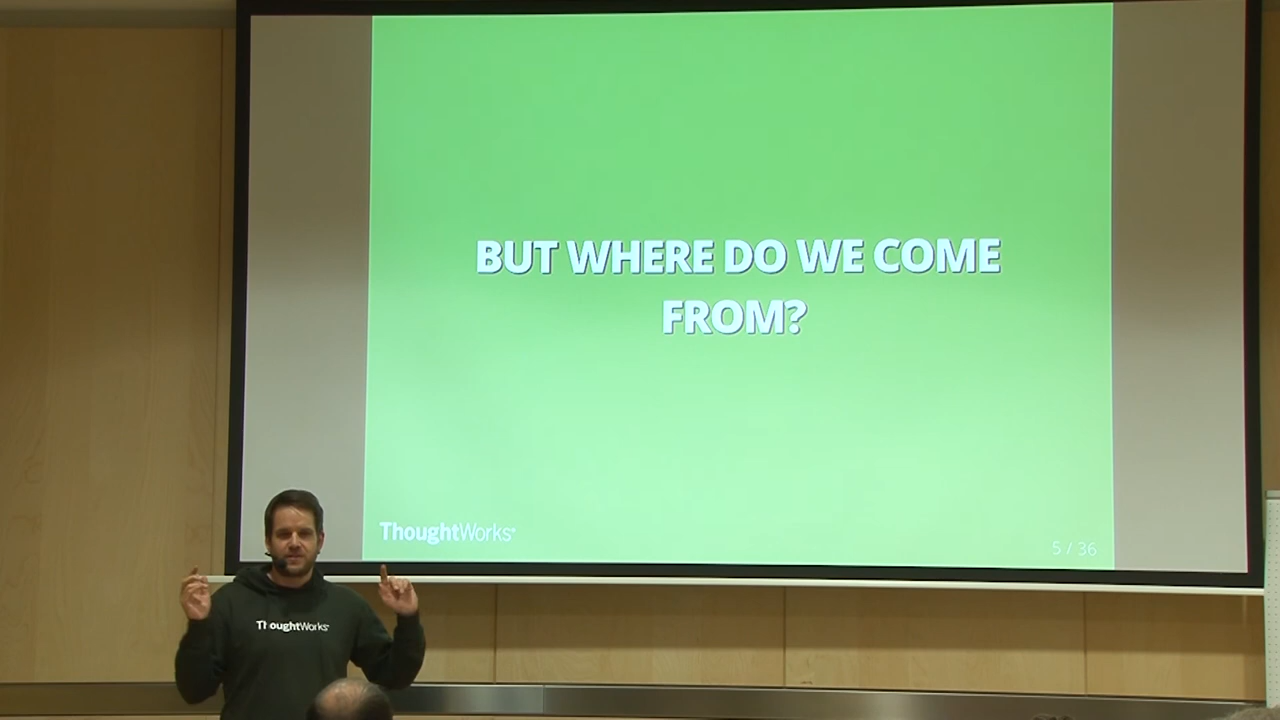 BUT WHERE DO WE COME
FROM?
ThoughtWorks®
5 / 36
ThoughtWorks®